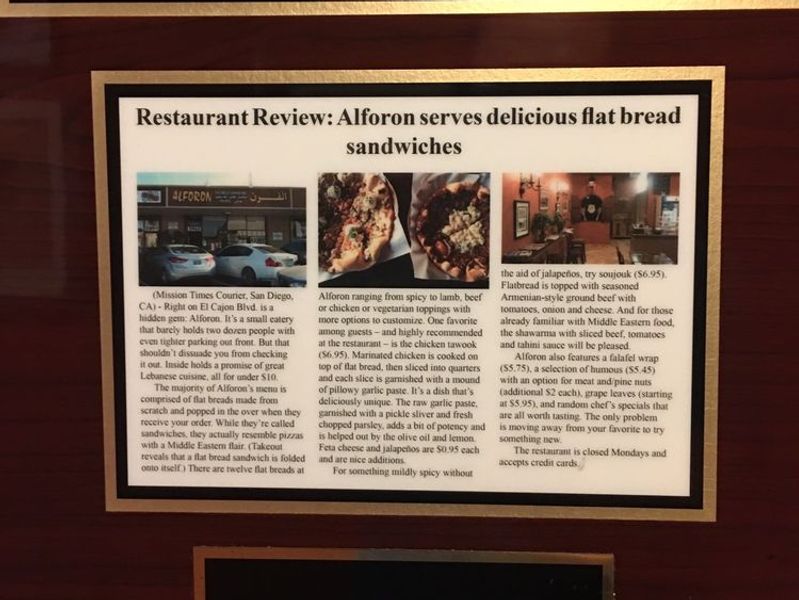 Restaurant Review: Alforon serves delicious flat bread
sandwiches
ALFORON الفرون
(Mission Times Courier, San Diego,
CA) - Right on El Cajon Blvd. is a
hidden gem: Alforon. It's a small eatery
that barely holds two dozen people with
even tighter parking out front. But that
shouldn't dissuade you from checking
it out. Inside holds a promise of great
Lebanese cuisine, all for under $10.
The majority of Alforon's menu is
comprised of flat breads made from
scratch and popped in the over when they
receive your order. While they're called
sandwiches, they actually resemble pizzas
with a Middle Eastern flair. (Takeout
reveals that a flat bread sandwich is folded
onto itself.) There are twelve flat breads at
Alforon ranging from spicy to lamb, beef
or chicken or vegetarian toppings with
more options to customize. One favorite
among guests – and highly recommended
at the restaurant – is the chicken tawook
($6.95). Marinated chicken is cooked on
top of flat bread, then sliced into quarters
and each slice is garnished with a mound
of pillowy garlic paste. It's a dish that's
deliciously unique. The raw garlic paste,
garnished with a pickle sliver and fresh
chopped parsley, adds a bit of potency and
is helped out by the olive oil and lemon.
Feta cheese and jalapeños are $0.95 each
and are nice additions.
For something mildly spicy without
the aid of jalapeños, try soujouk ($6.95).
Flatbread is topped with seasoned
Armenian-style ground beef with
tomatoes, onion and cheese. And for those
already familiar with Middle Eastern food,
the shawarma with sliced beef, tomatoes
and tahini sauce will be pleased.
Alforon also features a falafel wrap
($5.75), a selection of humous ($5.45)
with an option for meat and/pine nuts
(additional $2 each), grape leaves (starting
at $5.95), and random chef's specials that
are all worth tasting. The only problem
is moving away from your favorite to try
something new.
The restaurant is closed Mondays and
accepts credit cards.